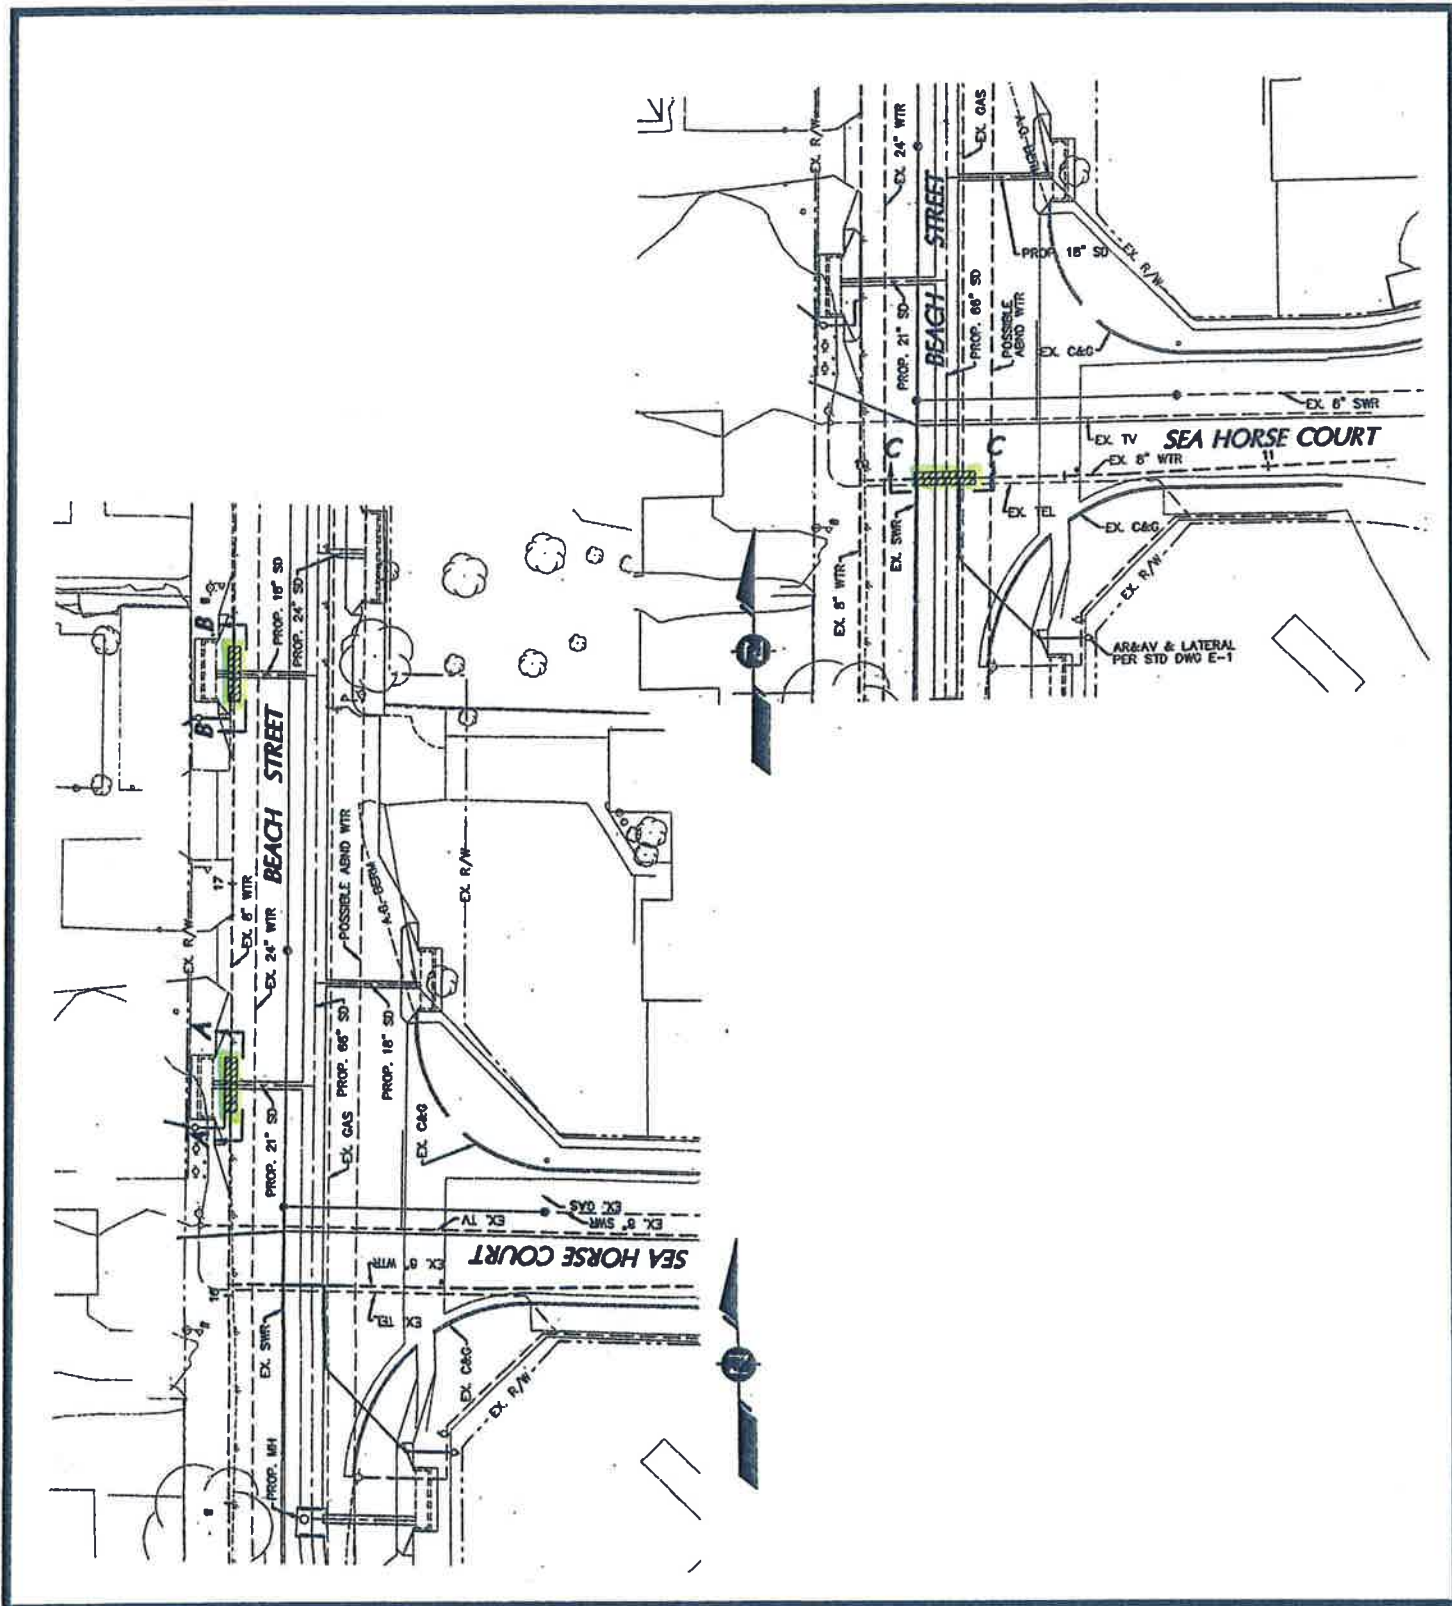 EX. R/W
EX. 24" WTR
EX. GAS
BEACH STREET
PROP. 18" SD
EX. R/W
PROP. 21" SD
PROP. 66" SD
POSSIBLE
ABND WTR
EX. C&G
EX. 8" SWR
EX. TV
SEA HORSE COURT
C
C
EX. 8" WTR
11
EX. TEL
EX. C&G
EX. SWR
EX. 8" WTR
EX. R/W
AR&AV & LATERAL
PER STD DWG E-1
PROP. 18" SD
PROP. 24" SD
B
B
BEACH STREET
POSSIBLE ABND WTR
A.C. BERM
EX. R/W
17
EX. 8" WTR
EX. R/W
EX. 24" WTR
A
A
PROP. 21" SD
PROP. 66" SD
PROP. 18" SD
EX. GAS
EX. C&G
EX. GAS
EX. 8" SWR
EX. TV
SEA HORSE COURT
EX. 8" WTR
16
EX. TEL
EX. SWR
EX. C&G
EX. R/W
PROP. MH